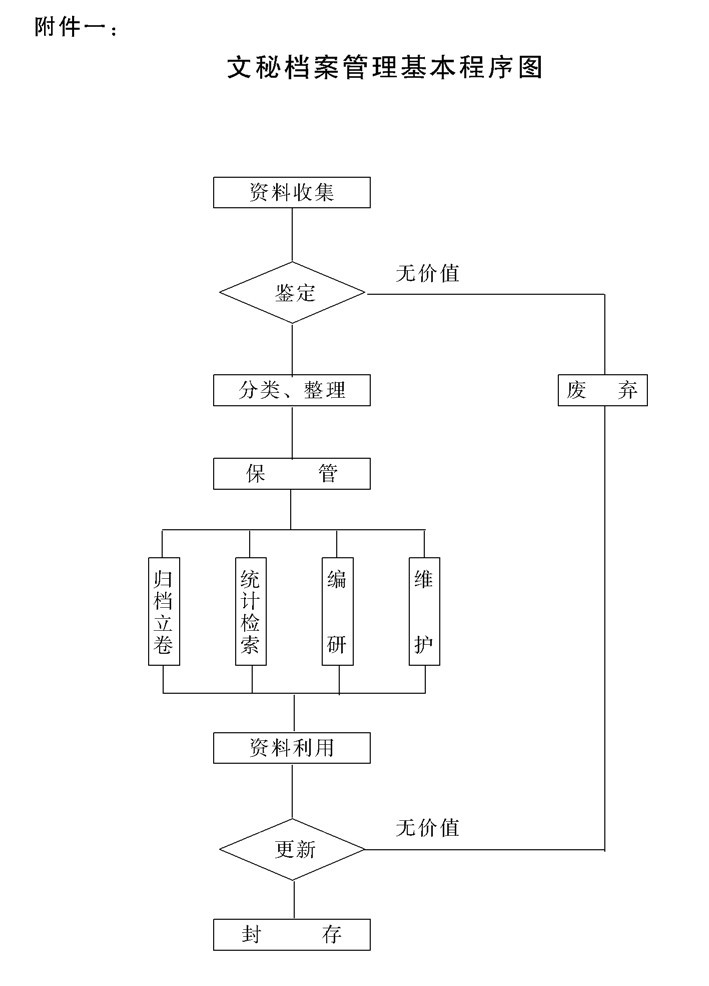 附件一：
文秘档案管理基本程序图
资料收集
无价值
鉴定
分类、整理
废 弃
保 管
归档立卷
统计检索
编研
维护
资料利用
无价值
更新
封 存